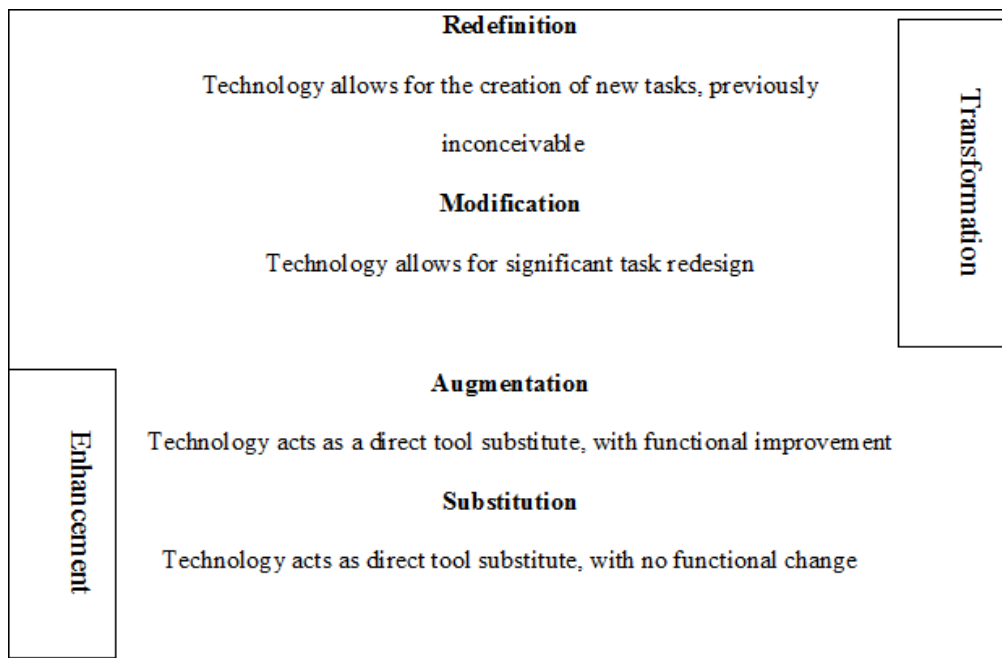 Redefinition
Technology allows for the creation of new tasks, previously
inconceivable
Modification
Technology allows for significant task redesign
Transformation
Augmentation
Technology acts as a direct tool substitute, with functional improvement
Substitution
Technology acts as direct tool substitute, with no functional change
Enhancement